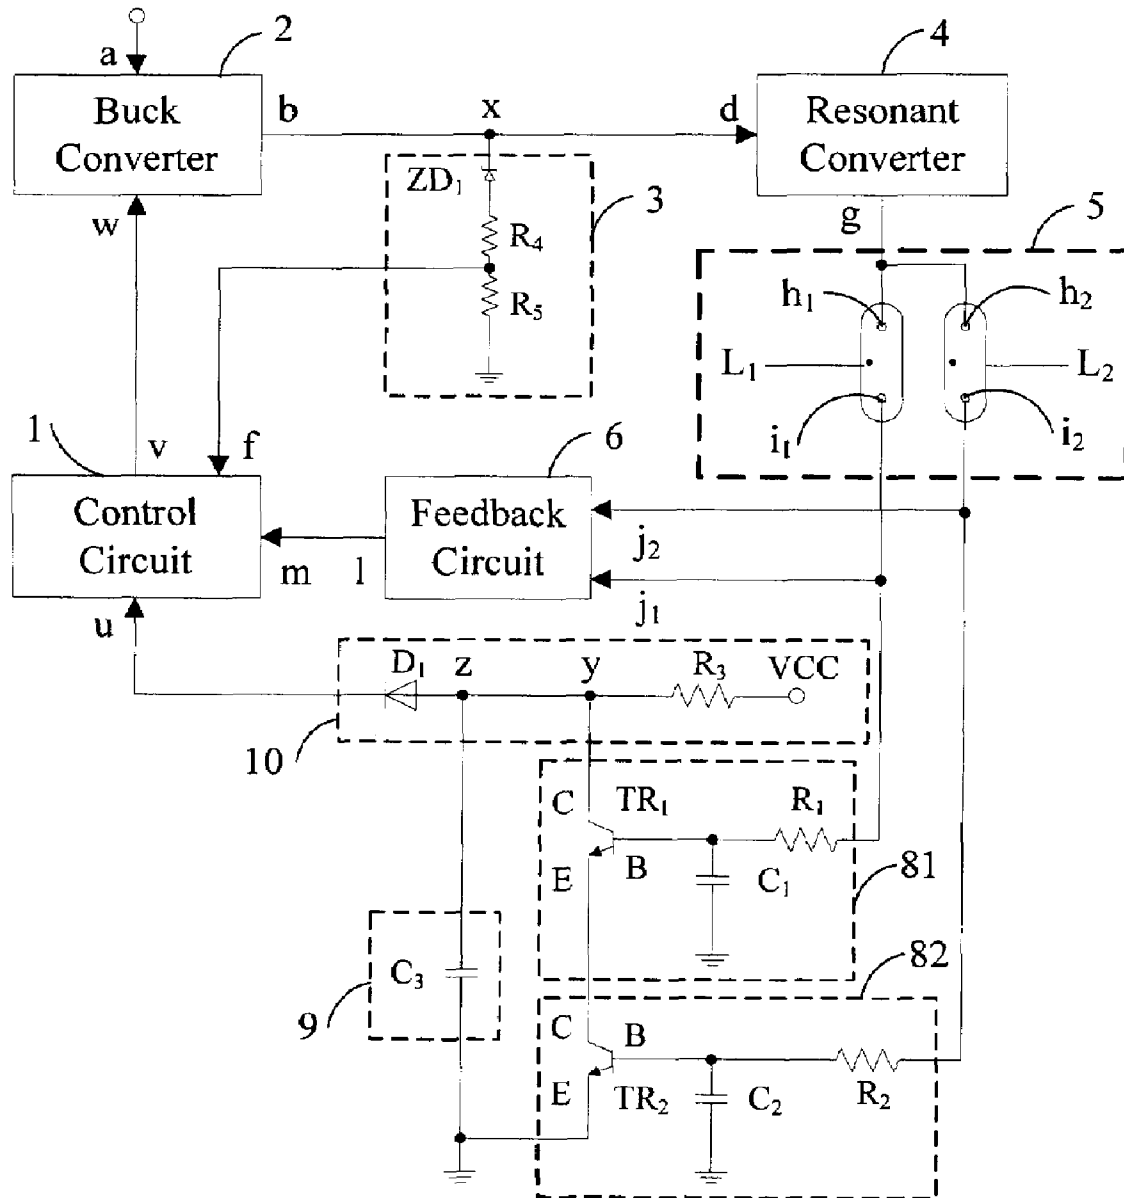 2
4
a
Buck
Converter
b
x
d
Resonant
Converter
ZD₁
3
w
R₄
g
5
R₅
h₁
h₂
L₁
L₂
i₁
i₂
1
v
f
6
Control
Circuit
Feedback
Circuit
m
l
j₂
j₁
u
D₁
z
y
R₃
VCC
10
C
TR₁
R₁
B
E
C₁
81
82
C₃
9
C
B
E
TR₂
C₂
R₂